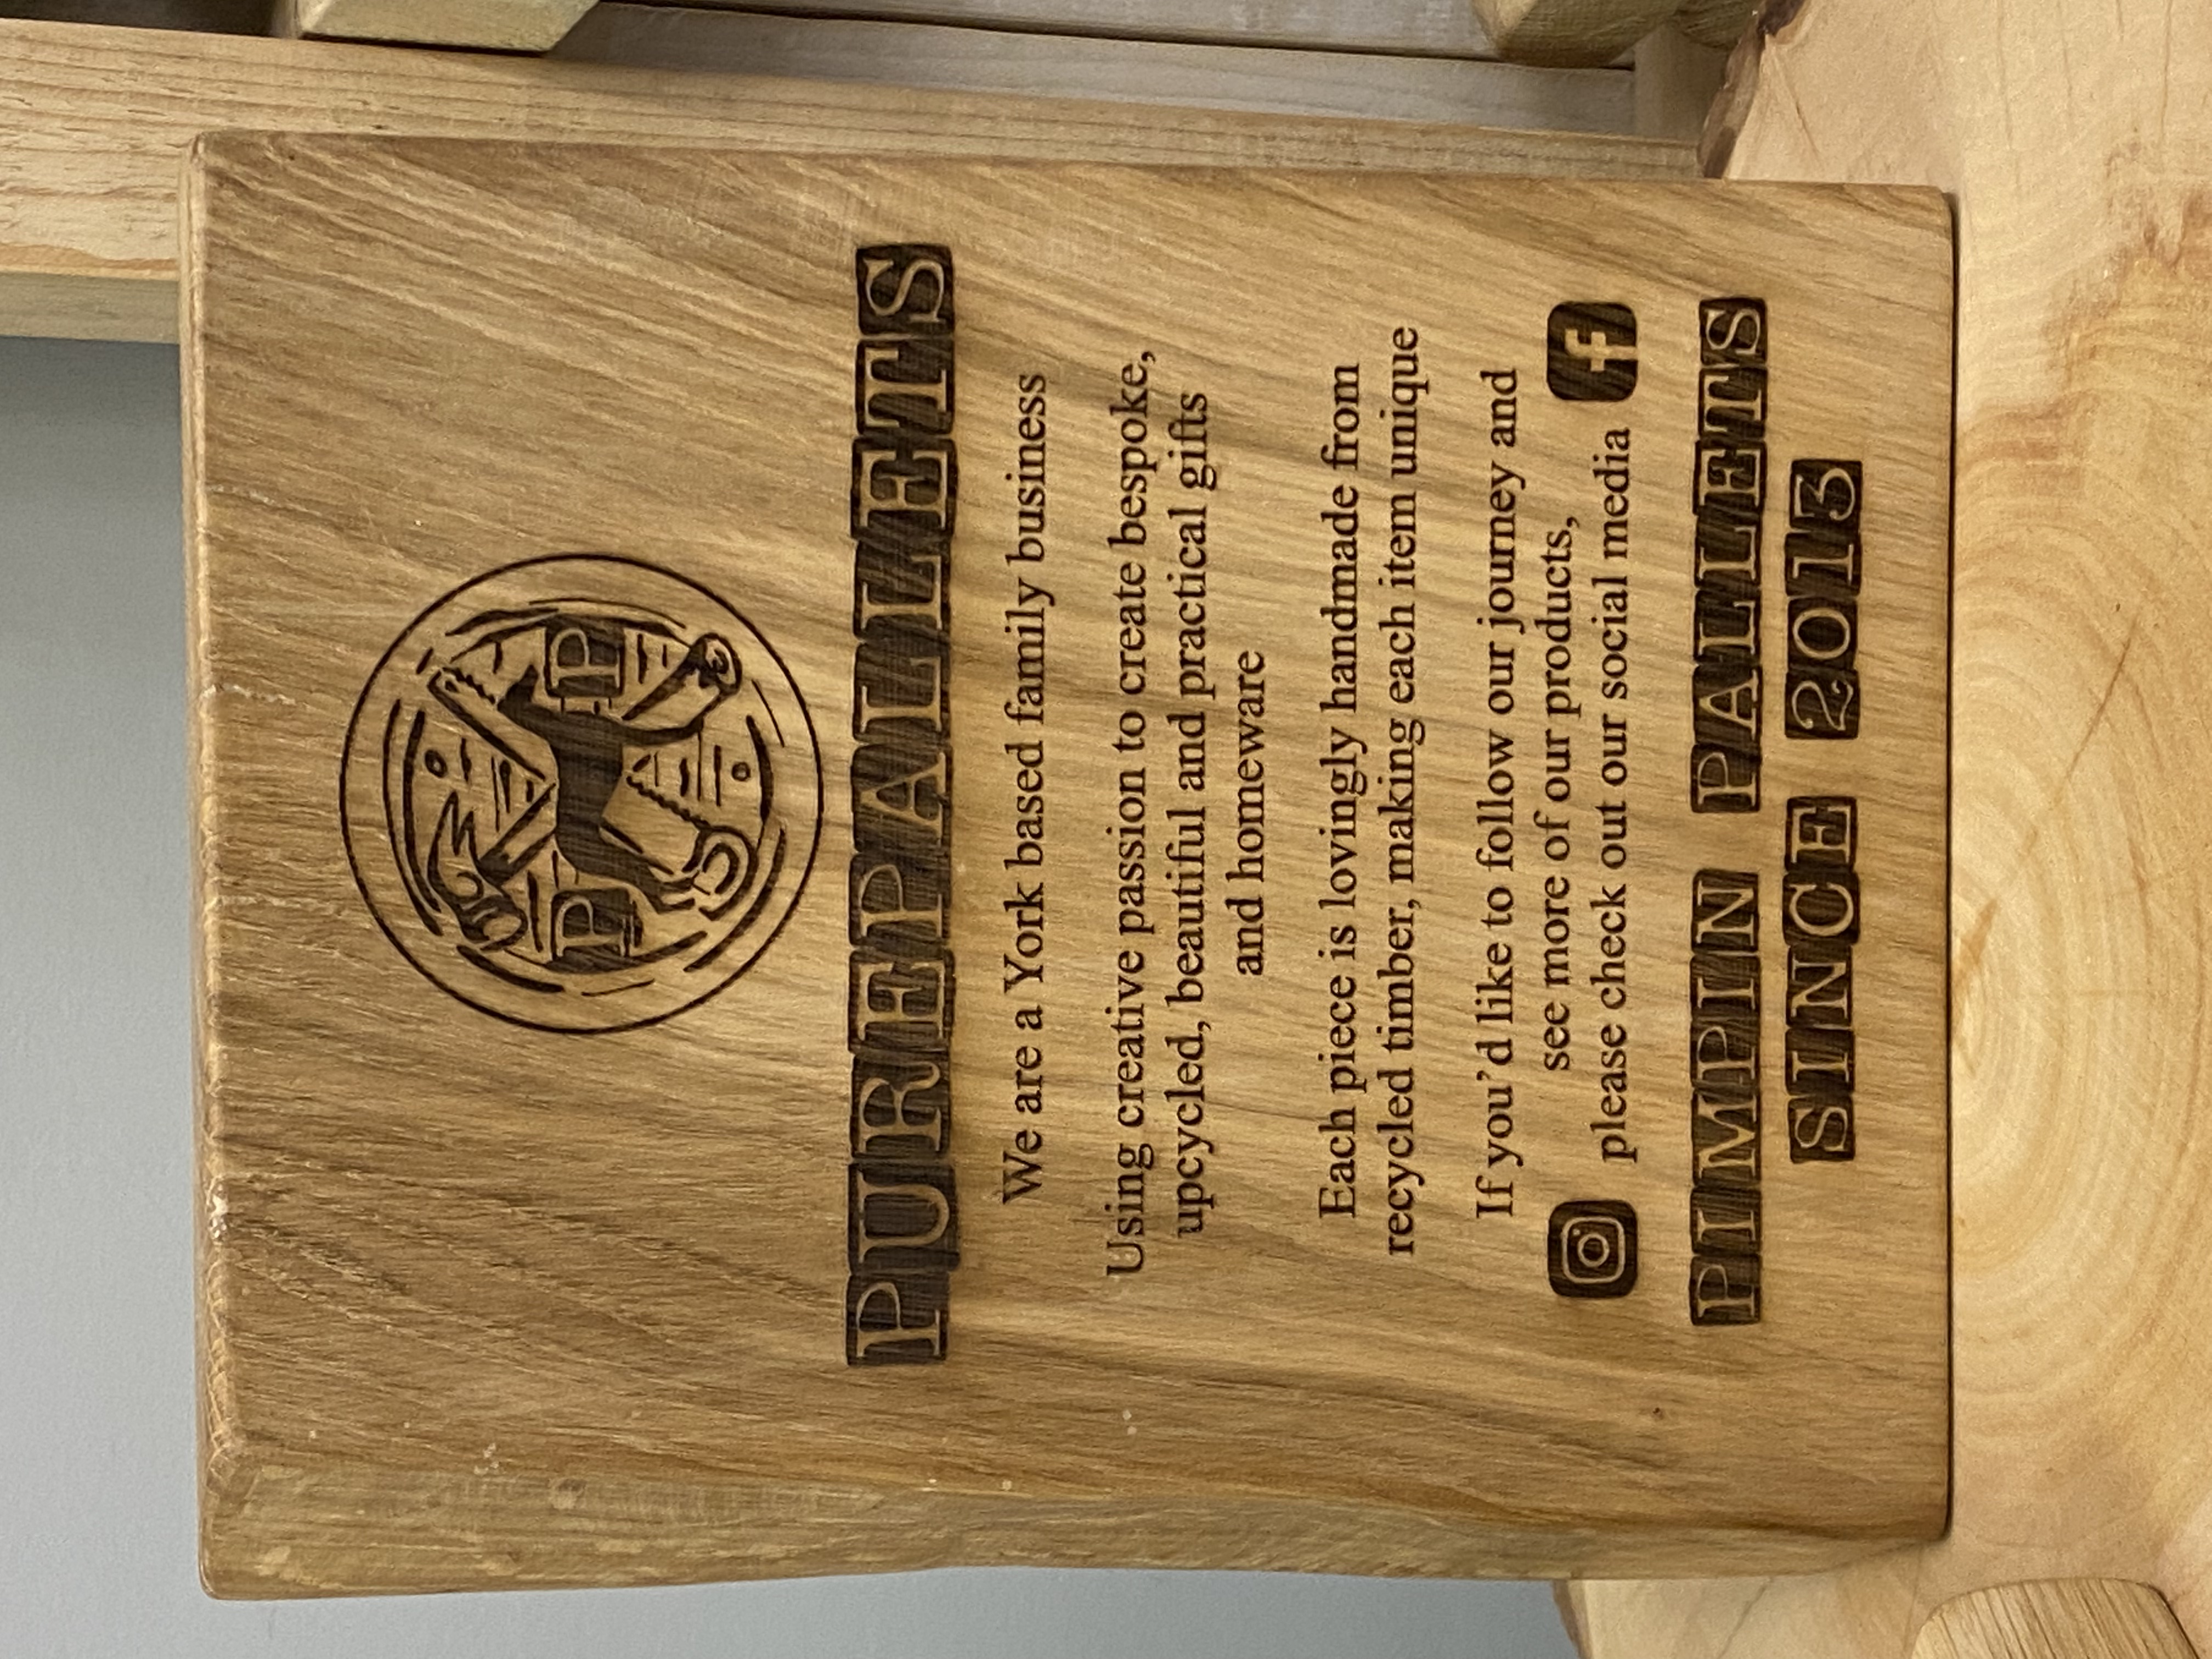 P P
PUREPALLETS
We are a York based family business
Using creative passion to create bespoke,
upcycled, beautiful and practical gifts
and homeware
Each piece is lovingly handmade from
recycled timber, making each item unique
If you'd like to follow our journey and
see more of our products,
please check out our social media
PIMPIN PALLETS
SINCE 2013